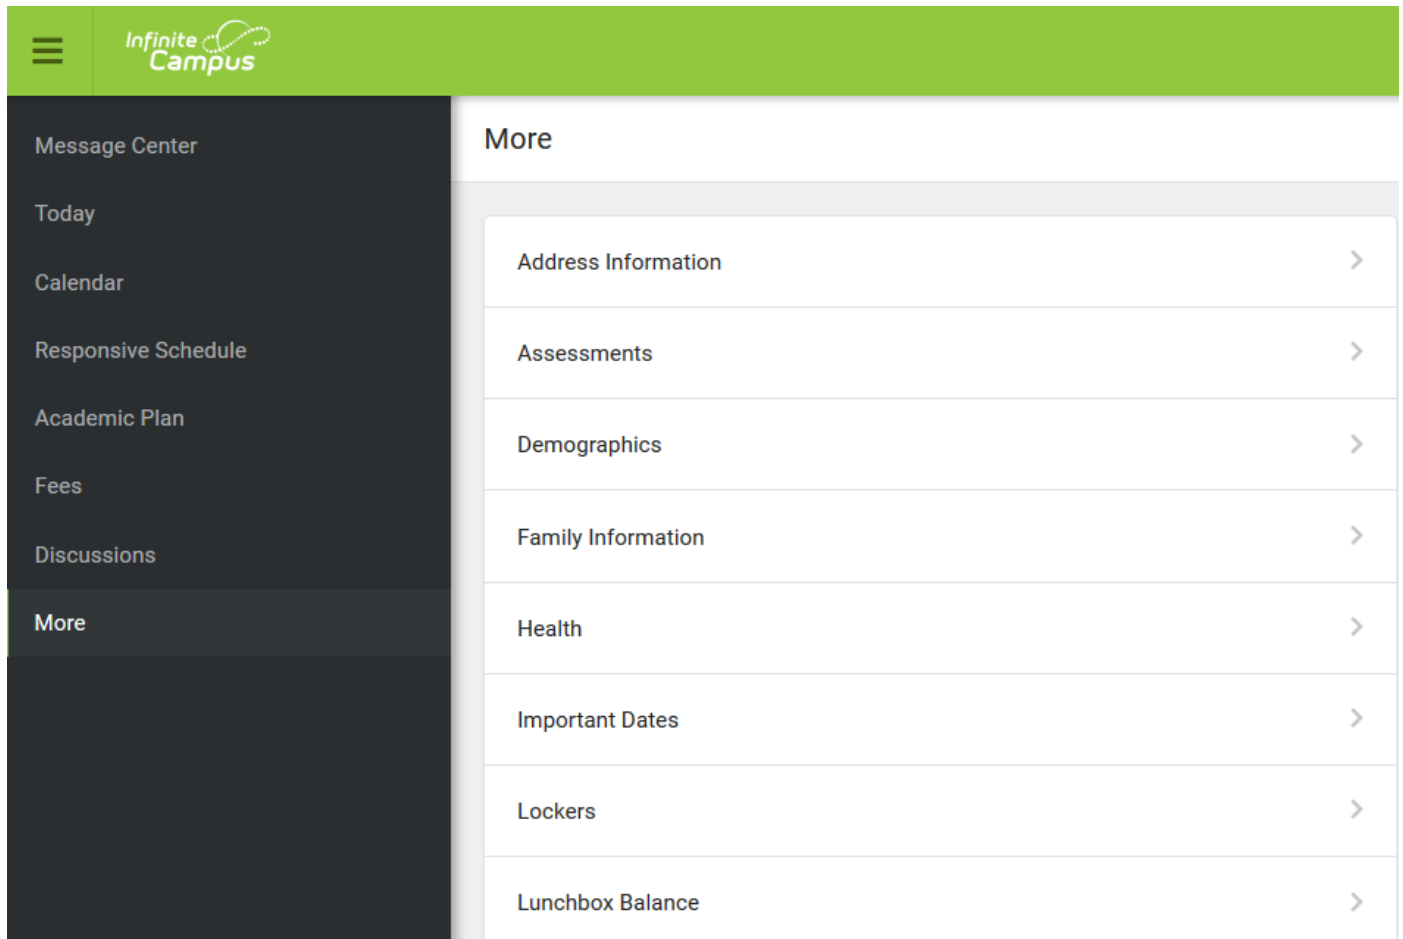 Infinite
Campus
Message Center
Today
Calendar
Responsive Schedule
Academic Plan
Fees
Discussions
More
More
Address Information
Assessments
Demographics
Family Information
Health
Important Dates
Lockers
Lunchbox Balance